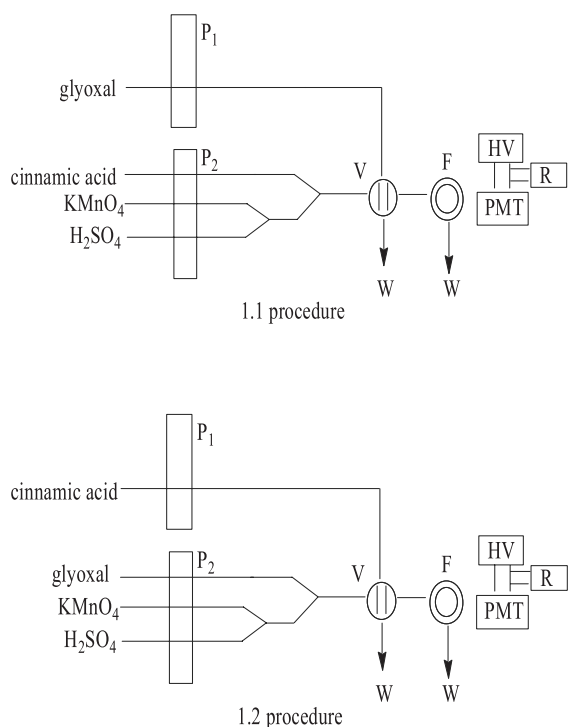 P₁
glyoxal
P₂
cinnamic acid
KMnO₄
H₂SO₄
V
F
HV
R
PMT
W
W
1.1 procedure
P₁
cinnamic acid
P₂
glyoxal
KMnO₄
H₂SO₄
V
F
HV
R
PMT
W
W
1.2 procedure